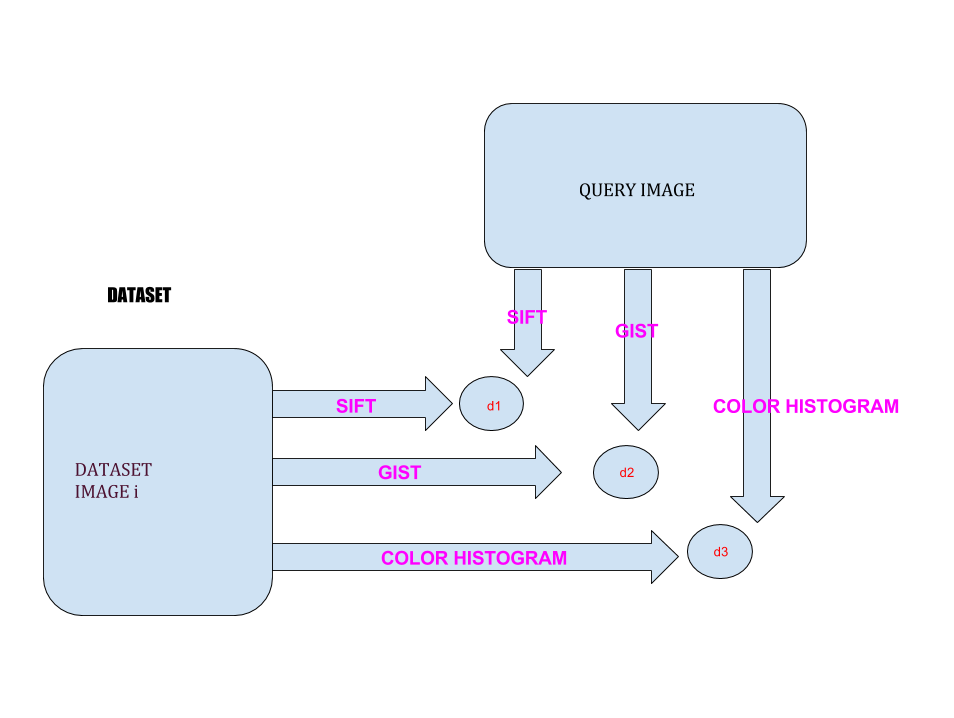 QUERY IMAGE
DATASET
SIFT
GIST
COLOR HISTOGRAM
SIFT
d1
DATASET
IMAGE i
GIST
d2
COLOR HISTOGRAM
d3